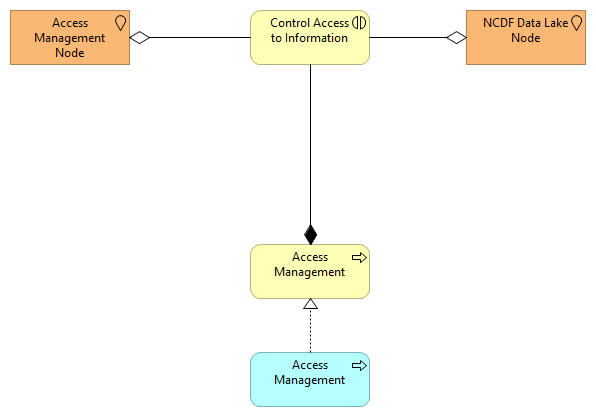 Access
Management
Node
Control Access
to Information
NCDF Data Lake
Node
Access
Management
Access
Management